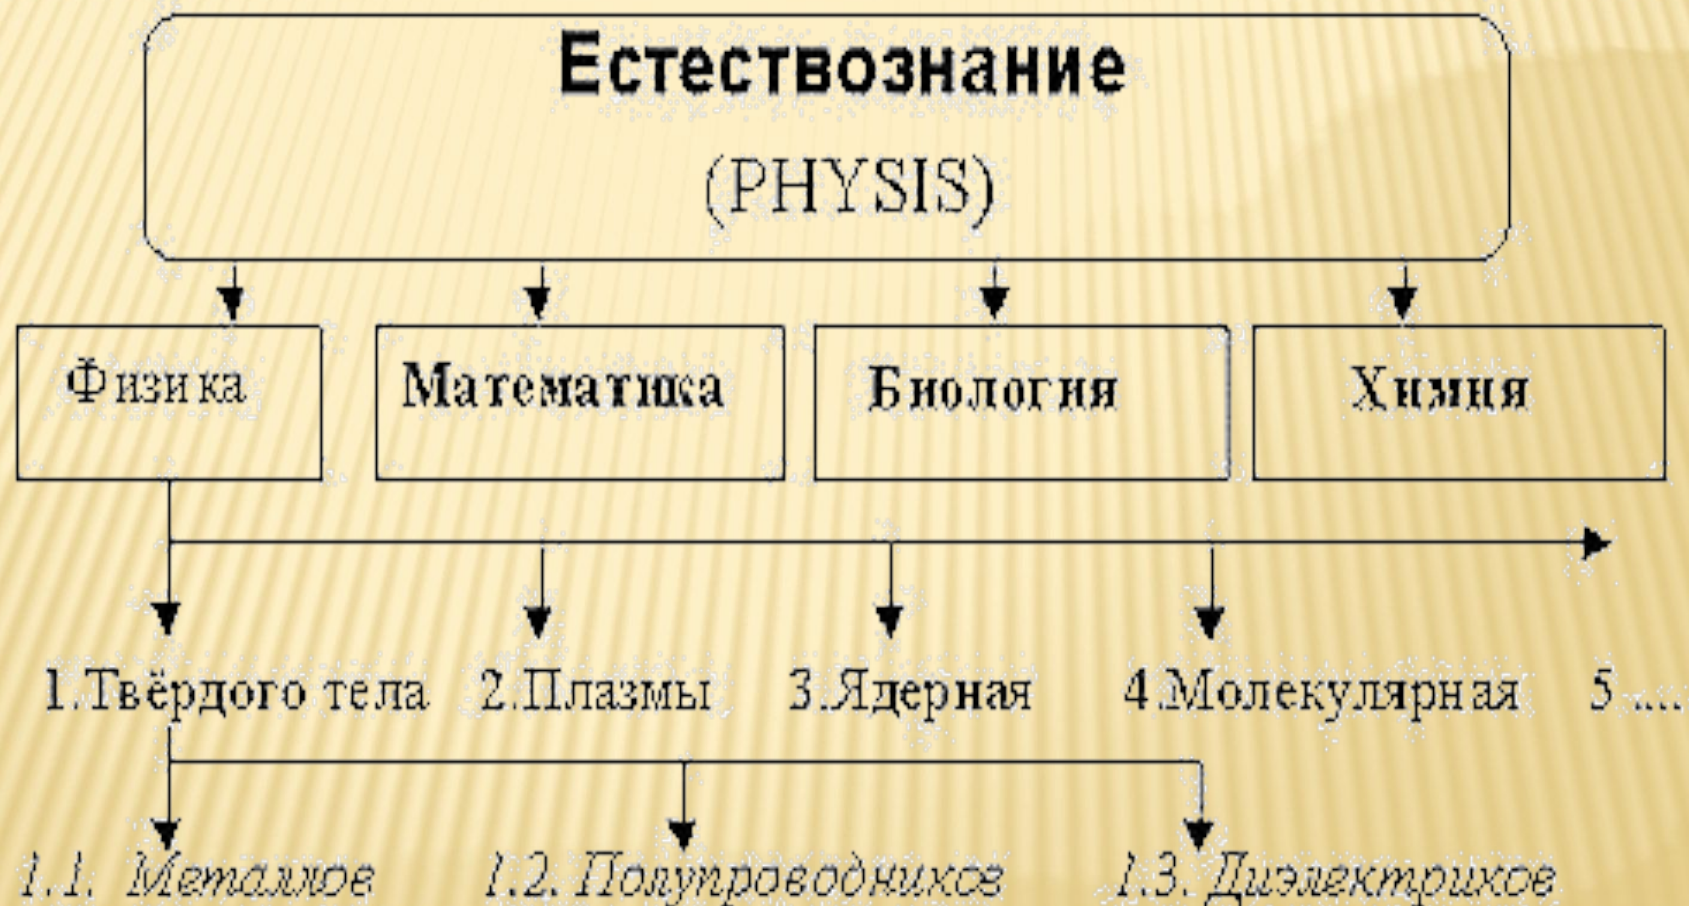 Естествознание
(PHYSIS)
Физика Математика Биология Химия
1.Твёрдого тела 2.Плазмы 3.Ядерная 4.Молекулярная 5....
1.1. Металлов 1.2. Полупроводников 1.3. Диэлектриков